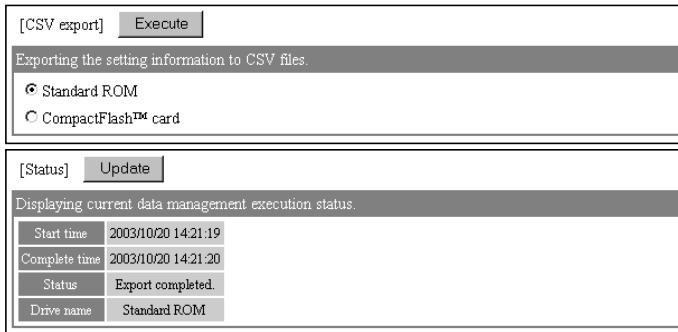 [CSV export] Execute
Exporting the setting information to CSV files.
Standard ROM
CompactFlash™ card
[Status] Update
Displaying current data management execution status.
Start time 2003/10/20 14:21:19
Complete time 2003/10/20 14:21:20
Status Export completed.
Drive name Standard ROM